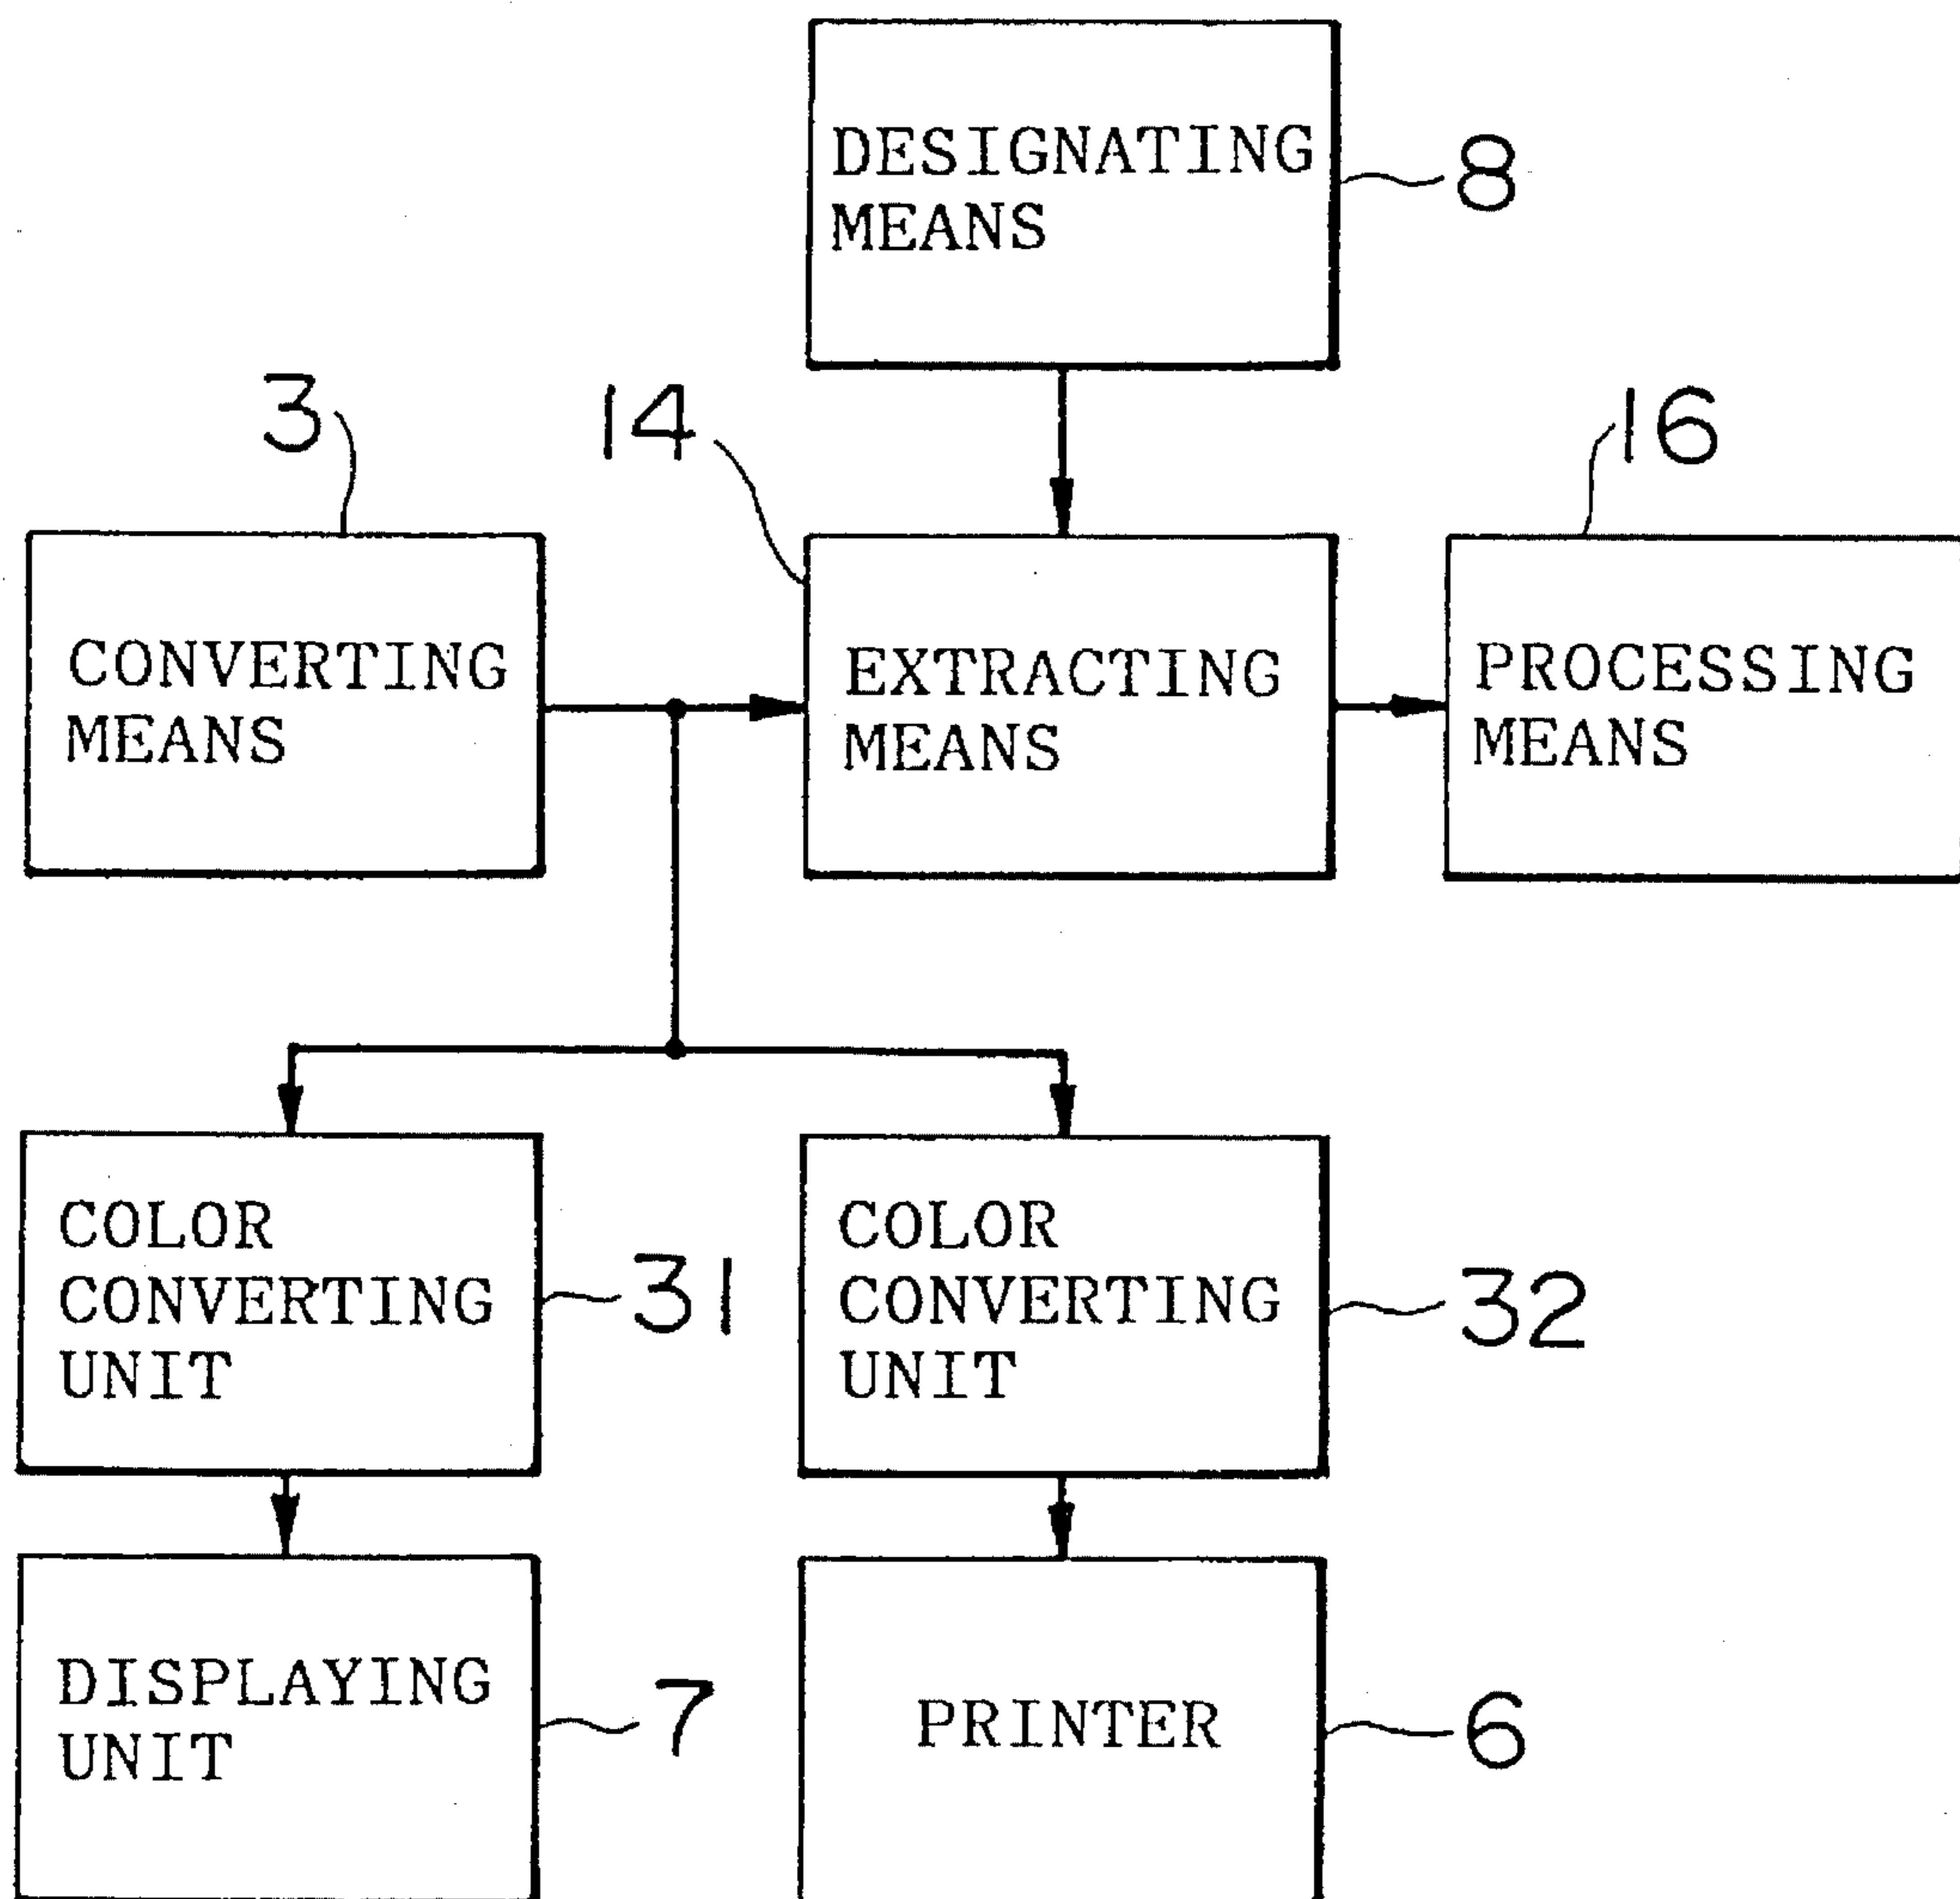 DESIGNATING
MEANS
8
3
14
16
CONVERTING
MEANS
EXTRACTING
MEANS
PROCESSING
MEANS
COLOR
CONVERTING
UNIT
31
COLOR
CONVERTING
UNIT
32
DISPLAYING
UNIT
7
PRINTER
6